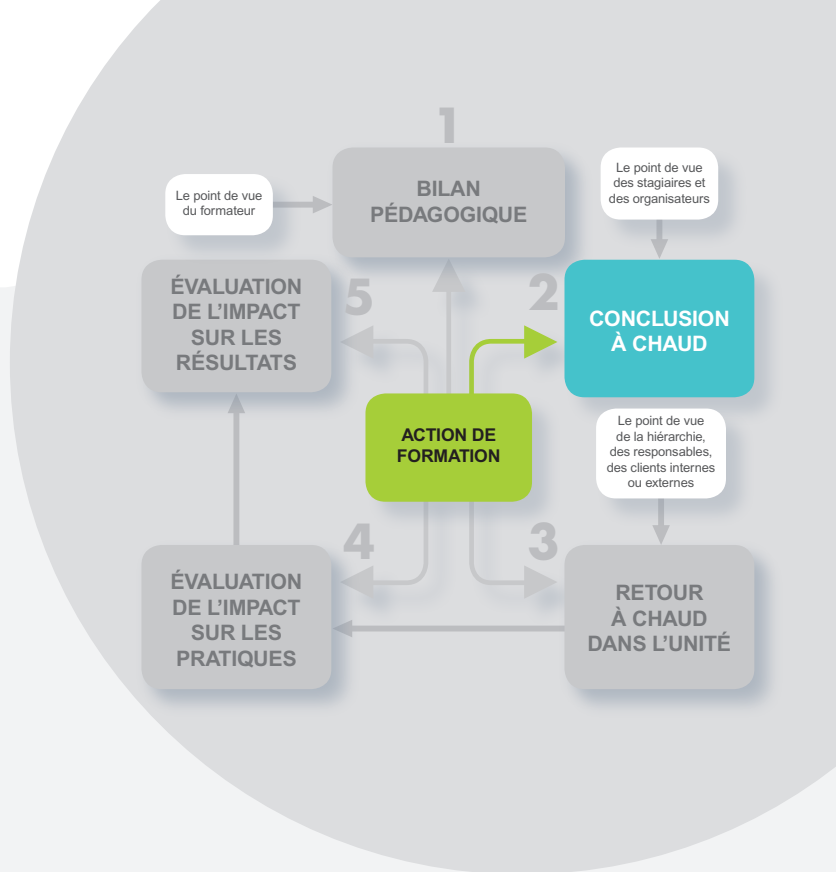 1
Le point de vue
du formateur
BILAN
PÉDAGOGIQUE
Le point de vue
des stagiaires et
des organisateurs
ÉVALUATION
DE L’IMPACT
SUR LES
RÉSULTATS
5
2
CONCLUSION
À CHAUD
ACTION DE
FORMATION
Le point de vue
de la hiérarchie,
des responsables,
des clients internes
ou externes
4
3
ÉVALUATION
DE L’IMPACT
SUR LES
PRATIQUES
RETOUR
À CHAUD
DANS L’UNITÉ